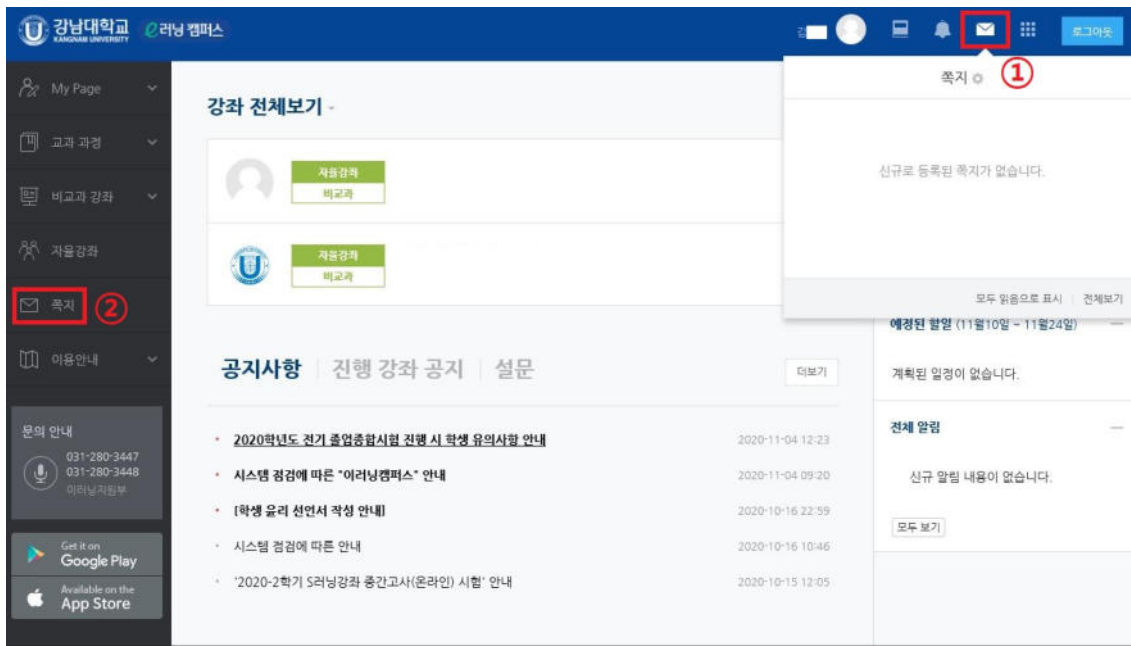 강남대학교
KANGNAM UNIVERSITY
e러닝 캠퍼스
로그아웃
My Page
교과 과정
비교과 강좌
자율강좌
쪽지
②
이용안내
문의 안내
031-280-3447
031-280-3448
이러닝지원부
Get it on
Google Play
Available on the
App Store
강좌 전체보기
자율강좌
비교과
자율강좌
비교과
쪽지
①
신규로 등록된 쪽지가 없습니다.
모두 읽음으로 표시 | 전체보기
공지사항 | 진행 강좌 공지 | 설문
더보기
2020학년도 전기 졸업종합시험 진행 시 학생 유의사항 안내 2020-11-04 12:23
시스템 점검에 따른 "이러닝캠퍼스" 안내 2020-11-04 09:20
[학생 윤리 선언서 작성 안내] 2020-10-16 22:59
시스템 점검에 따른 안내 2020-10-16 10:46
'2020-2학기 S러닝강좌 중간고사(온라인) 시험' 안내 2020-10-15 12:05
예정된 할일 (11월10일 ~ 11월24일)
계획된 일정이 없습니다.
전체 알림
신규 알림 내용이 없습니다.
모두 보기